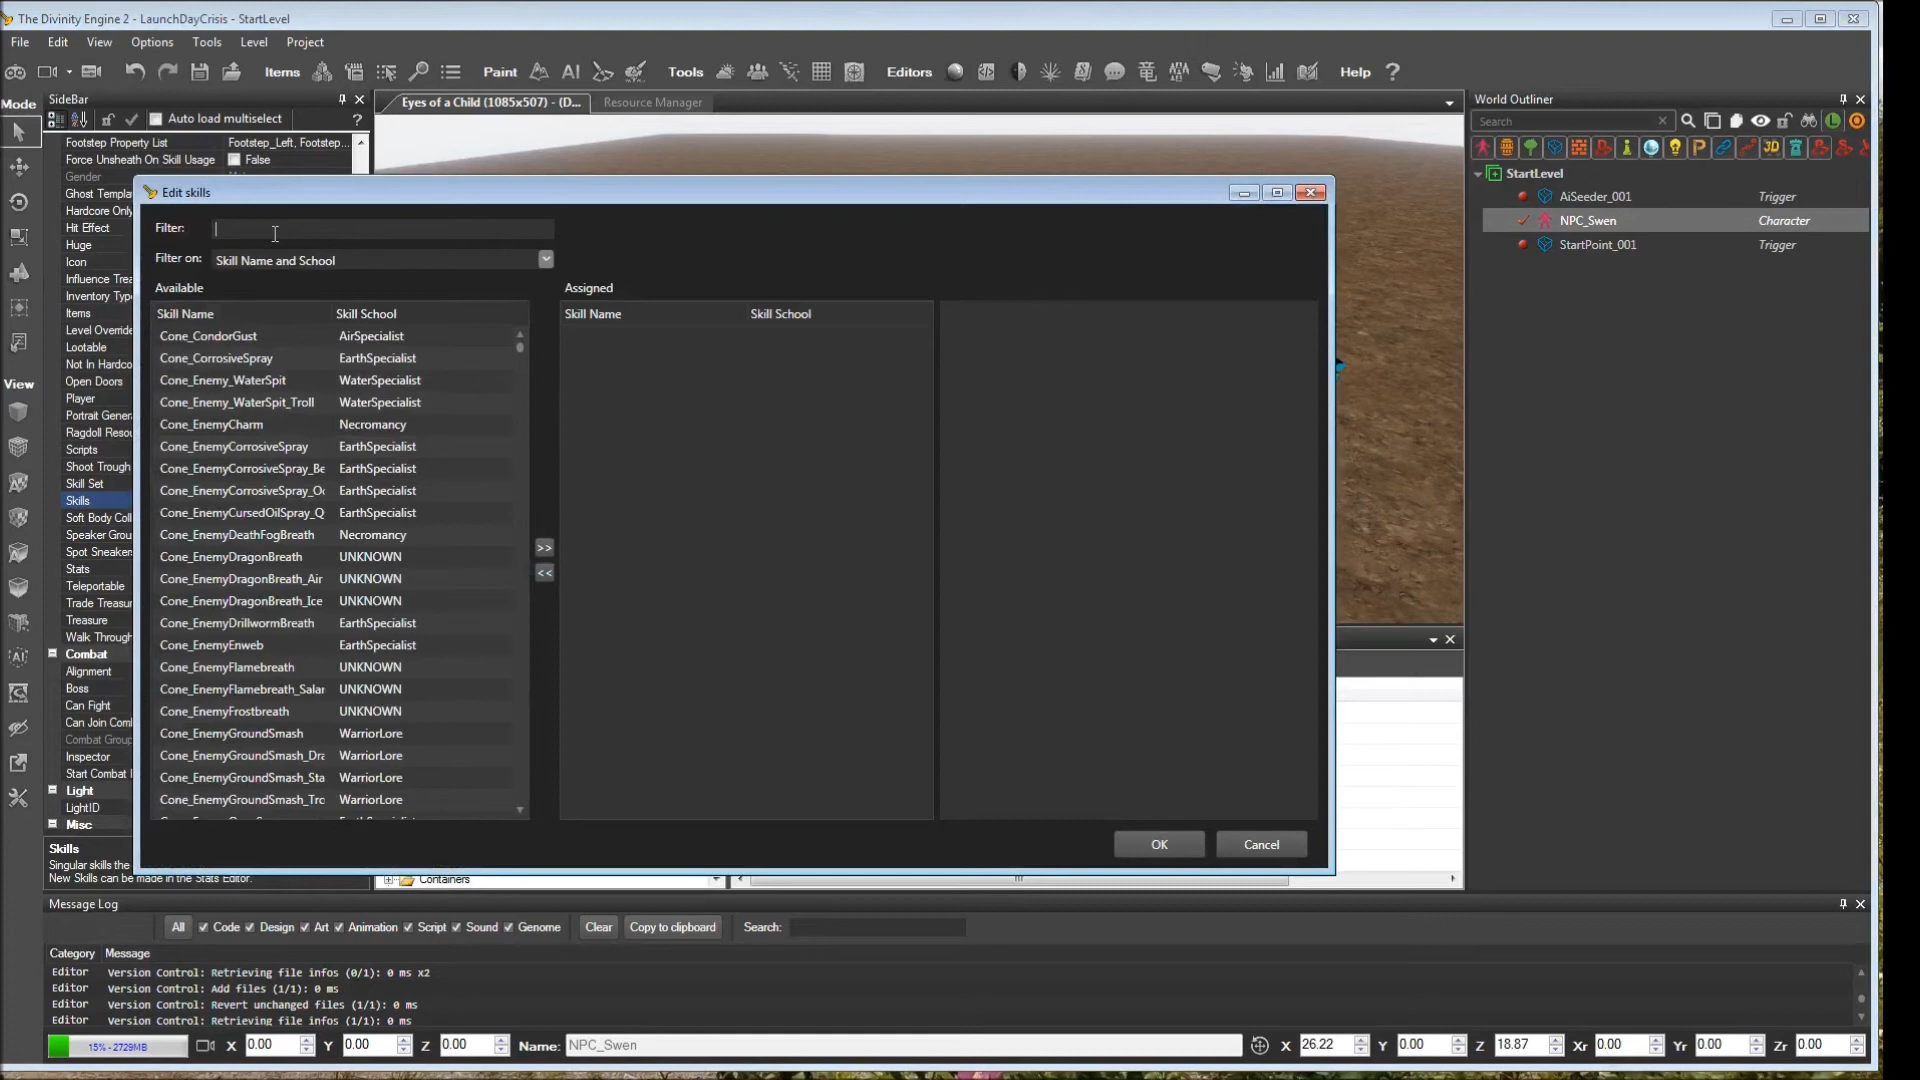 The Divinity Engine 2 - LaunchDayCrisis - StartLevel
File Edit View Options Tools Level Project
Items Paint AI Tools Editors Help ?
Mode
SideBar
Auto load multiselect ?
Footstep Property List Footstep_Left, Footstep...
Force Unsheath On Skill Usage False
Gender
Ghost Templa
Hardcore Only
Hit Effect
Huge
Icon
Influence Trea
Inventory Type
Items
Level Override
Lootable
Not In Hardco
Open Doors
Player
Portrait Gener
Ragdoll Resou
Scripts
Shoot Trough
Skill Set
Skills
Soft Body Coll
Speaker Grou
Spot Sneakers
Stats
Teleportable
Trade Treasur
Treasure
Walk Through
Combat
Alignment
Boss
Can Fight
Can Join Comb
Combat Group
Inspector
Start Combat
Light
LightID
Misc
View
Skills
Singular skills the
New Skills can be made in the Stats Editor.
Eyes of a Child (1085x507) - (D... Resource Manager
Edit skills
Filter:
Filter on: Skill Name and School
Available
Skill Name Skill School
Cone_CondorGust AirSpecialist
Cone_CorrosiveSpray EarthSpecialist
Cone_Enemy_WaterSpit WaterSpecialist
Cone_Enemy_WaterSpit_Troll WaterSpecialist
Cone_EnemyCharm Necromancy
Cone_EnemyCorrosiveSpray EarthSpecialist
Cone_EnemyCorrosiveSpray_Be EarthSpecialist
Cone_EnemyCorrosiveSpray_Oc EarthSpecialist
Cone_EnemyCursedOilSpray_Q EarthSpecialist
Cone_EnemyDeathFogBreath Necromancy
Cone_EnemyDragonBreath UNKNOWN
Cone_EnemyDragonBreath_Air UNKNOWN
Cone_EnemyDragonBreath_Ice UNKNOWN
Cone_EnemyDrillwormBreath EarthSpecialist
Cone_EnemyEnweb EarthSpecialist
Cone_EnemyFlamebreath UNKNOWN
Cone_EnemyFlamebreath_Salar UNKNOWN
Cone_EnemyFrostbreath UNKNOWN
Cone_EnemyGroundSmash WarriorLore
Cone_EnemyGroundSmash_Dra WarriorLore
Cone_EnemyGroundSmash_Sta WarriorLore
Cone_EnemyGroundSmash_Tro WarriorLore
>>
<<
Assigned
Skill Name Skill School
OK Cancel
Containers
World Outliner
Search
StartLevel
AiSeeder_001 Trigger
NPC_Swen Character
StartPoint_001 Trigger
Message Log
All Code Design Art Animation Script Sound Genome Clear Copy to clipboard Search:
Category Message
Editor Version Control: Retrieving file infos (0/1): 0 ms x2
Editor Version Control: Add files (1/1): 0 ms
Editor Version Control: Revert unchanged files (1/1): 0 ms
Editor Version Control: Retrieving file infos (1/1): 0 ms
15% - 2729MB X 0.00 Y 0.00 Z 0.00 Name: NPC_Swen X 26.22 Y 0.00 Z 18.87 Xr 0.00 Yr 0.00 Zr 0.00